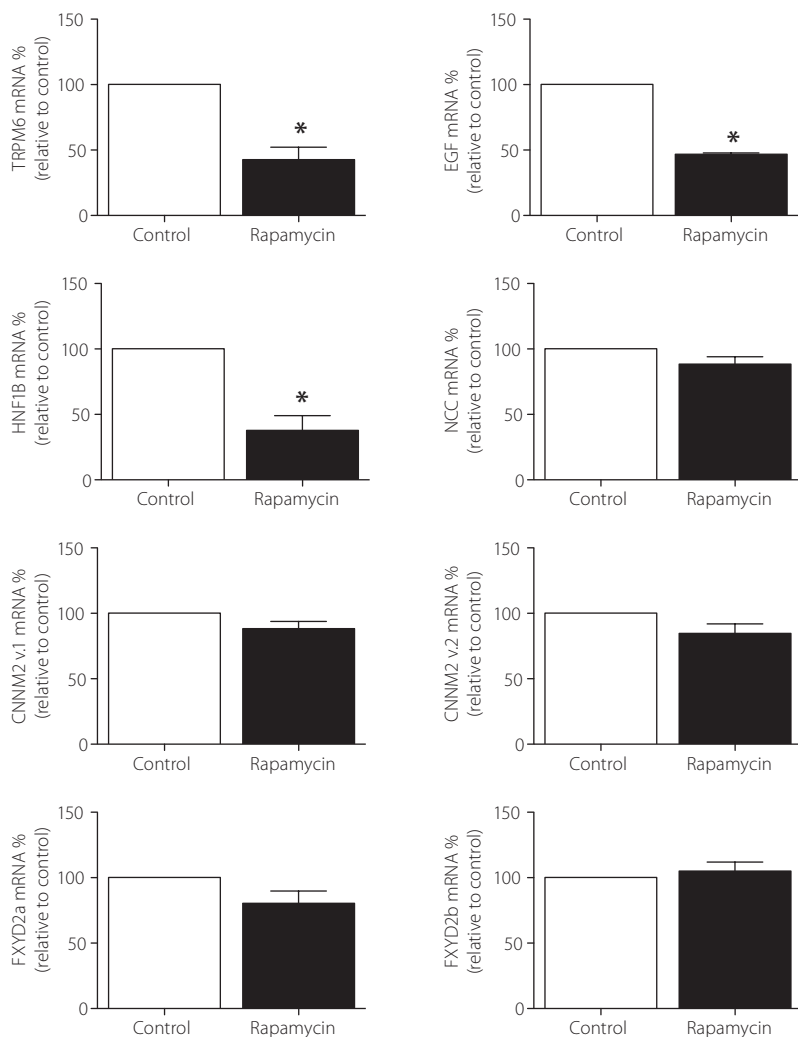 TRPM6 mRNA %
(relative to control)
150
100
50
0
*
Control Rapamycin
EGF mRNA %
(relative to control)
150
100
50
0
*
Control Rapamycin
HNF1B mRNA %
(relative to control)
150
100
50
0
*
Control Rapamycin
NCC mRNA %
(relative to control)
150
100
50
0
Control Rapamycin
CNNM2 v.1 mRNA %
(relative to control)
150
100
50
0
Control Rapamycin
CNNM2 v.2 mRNA %
(relative to control)
150
100
50
0
Control Rapamycin
FXYD2a mRNA %
(relative to control)
150
100
50
0
Control Rapamycin
FXYD2b mRNA %
(relative to control)
150
100
50
0
Control Rapamycin